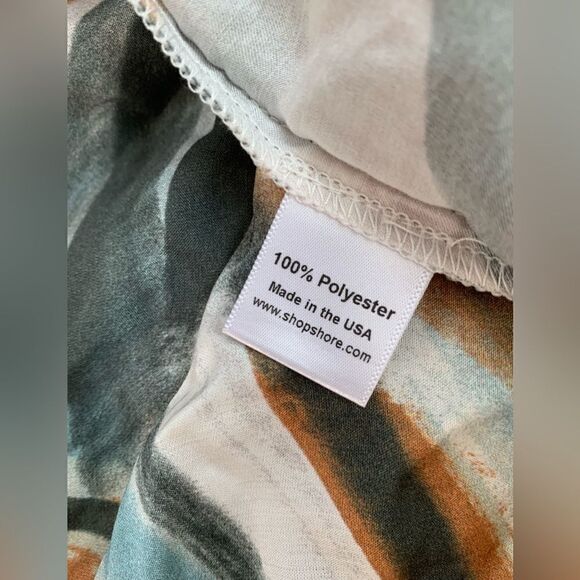 100% Polyester
Made in the USA
www.shopshore.com